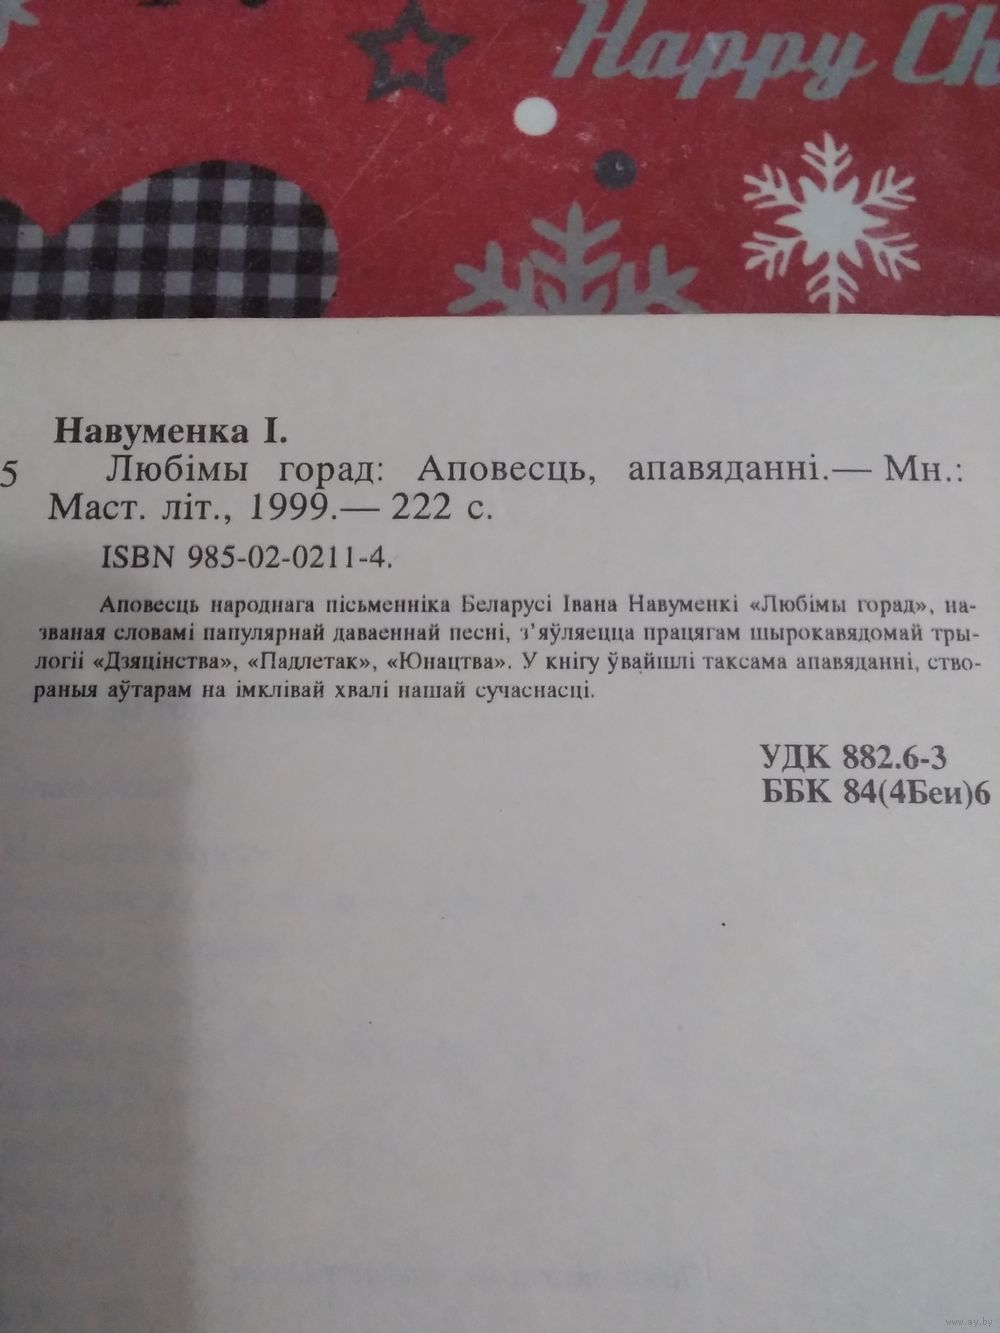 Happy Ch
Навуменка І.
5 Любімы горад: Аповесць, апавяданні.— Мн.:
Маст. літ., 1999.— 222 с.
ISBN 985-02-0211-4.
Аповесць народнага пісьменніка Беларусі Івана Навуменкі «Любімы горад», на-
званая словамі папулярнай даваеннай песні, з'яўляецца працягам шырокавядомай тры-
логіі «Дзяцінства», «Падлетак», «Юнацтва». У кнігу ўвайшлі таксама апавяданні, ство-
раныя аўтарам на імклівай хвалі нашай сучаснасці.
УДК 882.6-3
ББК 84(4Беи)6
www.ay.by